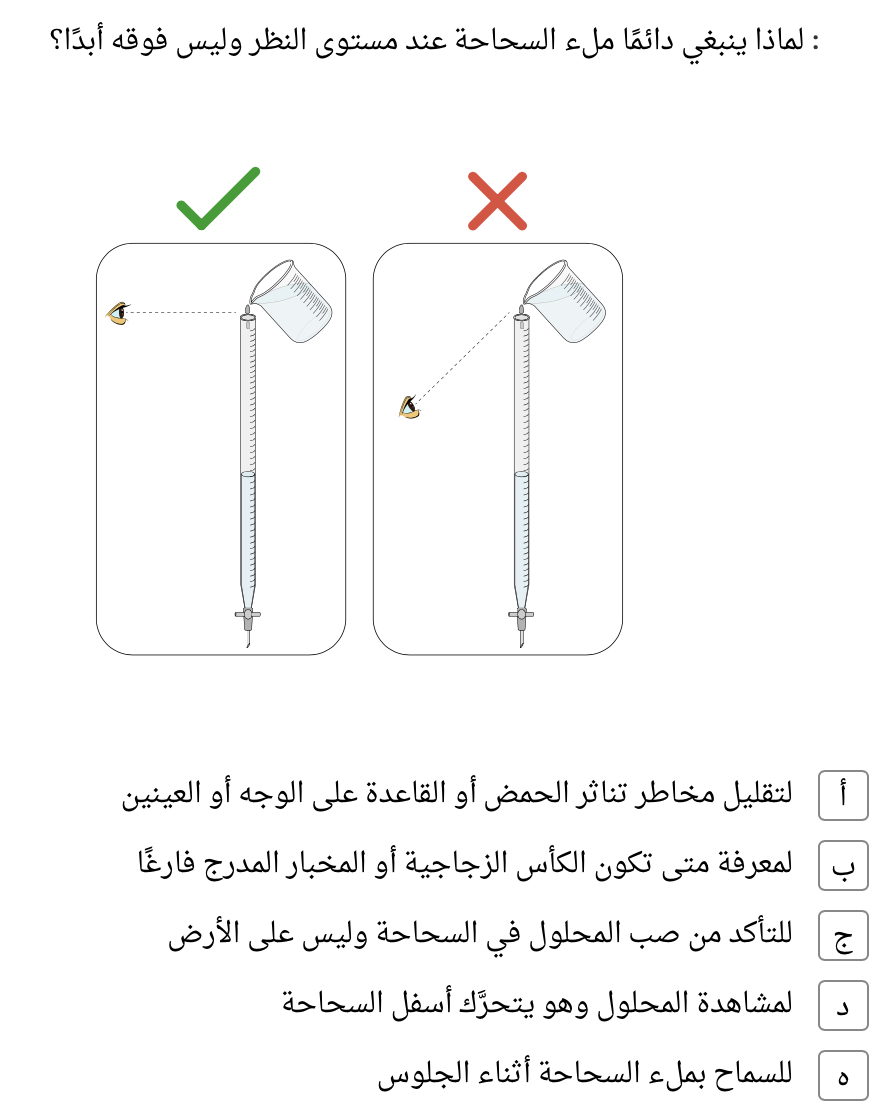 : لماذا ينبغي دائمًا ملء السحاحة عند مستوى النظر وليس فوقه أبدًا؟
أ لتقليل مخاطر تناثر الحمض أو القاعدة على الوجه أو العينين
ب لمعرفة متى تكون الكأس الزجاجية أو المخبار المدرج فارغًا
ج للتأكد من صب المحلول في السحاحة وليس على الأرض
د لمشاهدة المحلول وهو يتحرَّك أسفل السحاحة
ه للسماح بملء السحاحة أثناء الجلوس